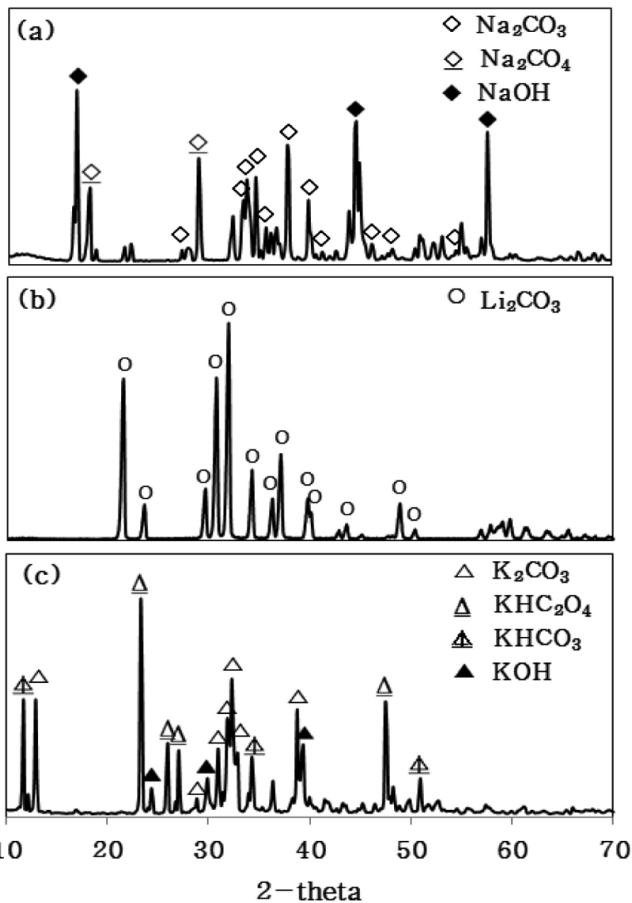 (a)
Na₂CO₃
Na₂CO₄
NaOH
(b)
Li₂CO₃
(c)
K₂CO₃
KHC₂O₄
KHCO₃
KOH
10 20 30 40 50 60 70
2-theta